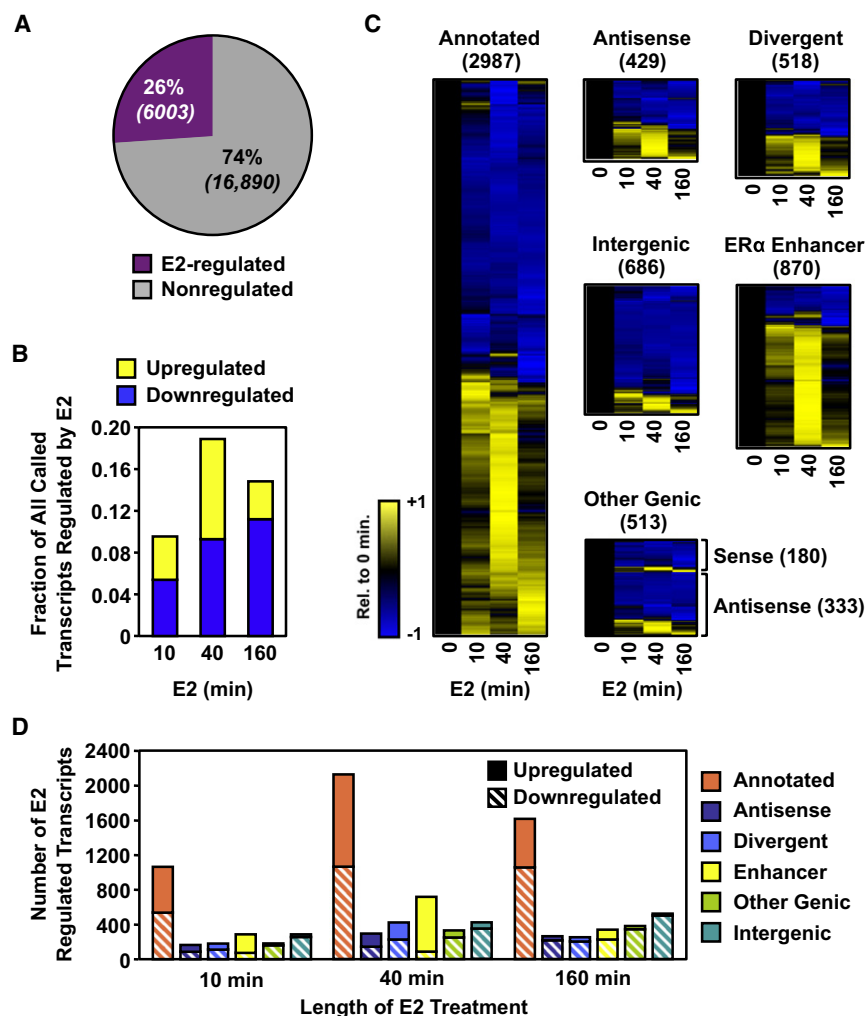 A
26%
(6003)
74%
(16,890)
E2-regulated
Nonregulated
B
Upregulated
Downregulated
Fraction of All Called
Transcripts Regulated by E2
0.20
0.16
0.12
0.08
0.04
0
10 40 160
E2 (min)
C
Annotated
(2987)
Antisense
(429)
Divergent
(518)
0 10 40 160
0 10 40 160
Intergenic
(686)
ERα Enhancer
(870)
0 10 40 160
0 10 40 160
Other Genic
(513)
Sense (180)
Antisense (333)
Rel. to 0 min.
+1
-1
0 10 40 160
E2 (min)
0 10 40 160
E2 (min)
D
Number of E2
Regulated Transcripts
2400
2000
1600
1200
800
400
0
Upregulated
Downregulated
Annotated
Antisense
Divergent
Enhancer
Other Genic
Intergenic
10 min 40 min 160 min
Length of E2 Treatment